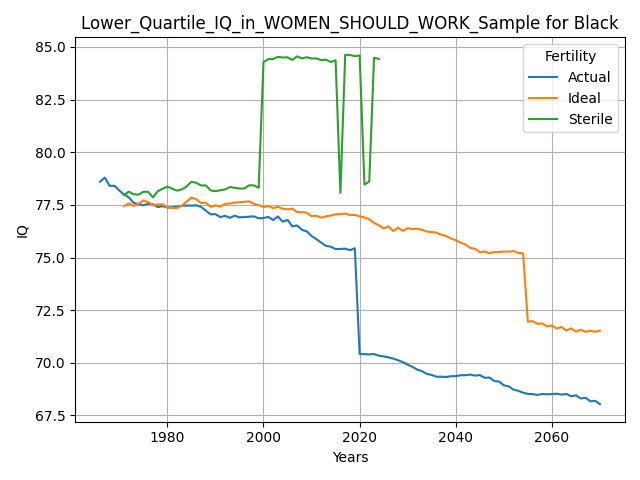 Lower_Quartile_IQ_in_WOMEN_SHOULD_WORK_Sample for Black
Fertility
Actual
Ideal
Sterile
IQ
85.0
82.5
80.0
77.5
75.0
72.5
70.0
67.5
1980 2000 2020 2040 2060
Years